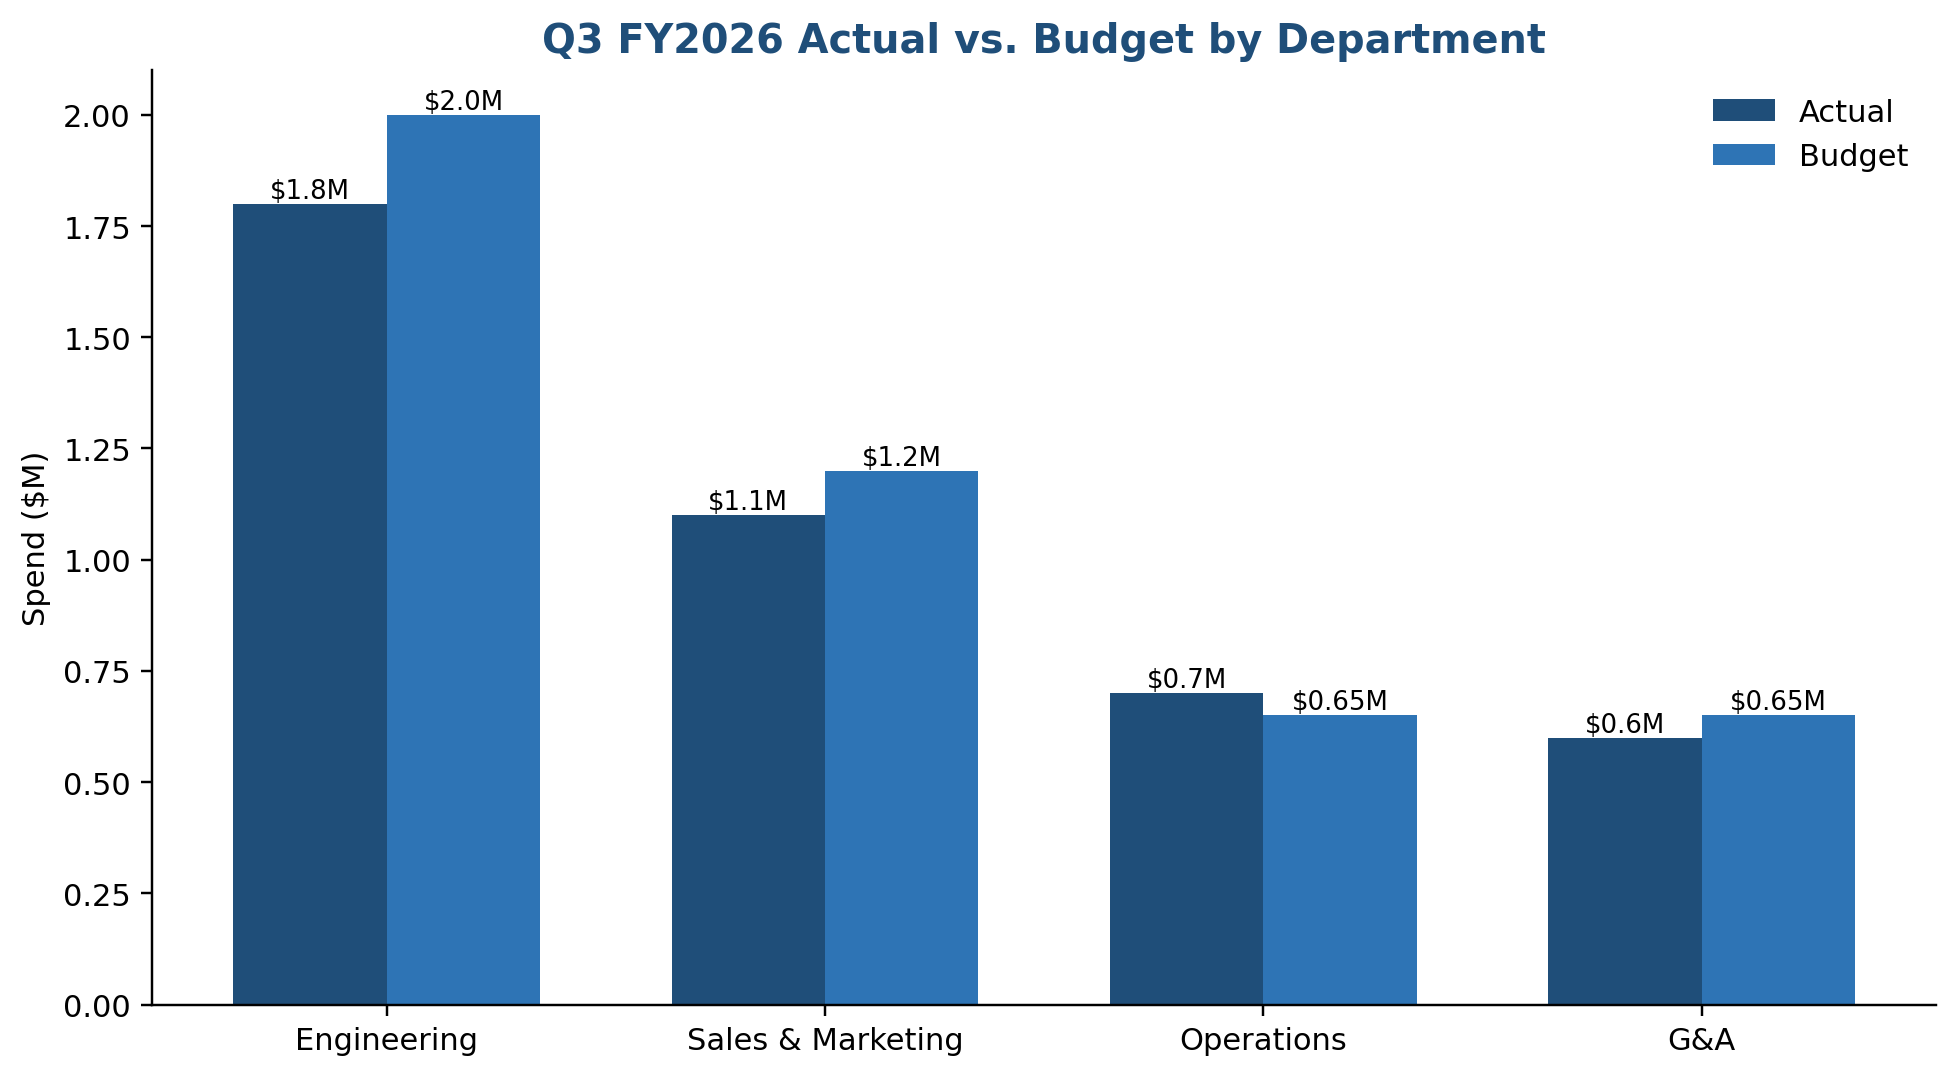 Q3 FY2026 Actual vs. Budget by Department
Actual
Budget
Spend ($M)
2.00
1.75
1.50
1.25
1.00
0.75
0.50
0.25
0.00
$1.8M
$2.0M
$1.1M
$1.2M
$0.7M
$0.65M
$0.6M
$0.65M
Engineering
Sales & Marketing
Operations
G&A